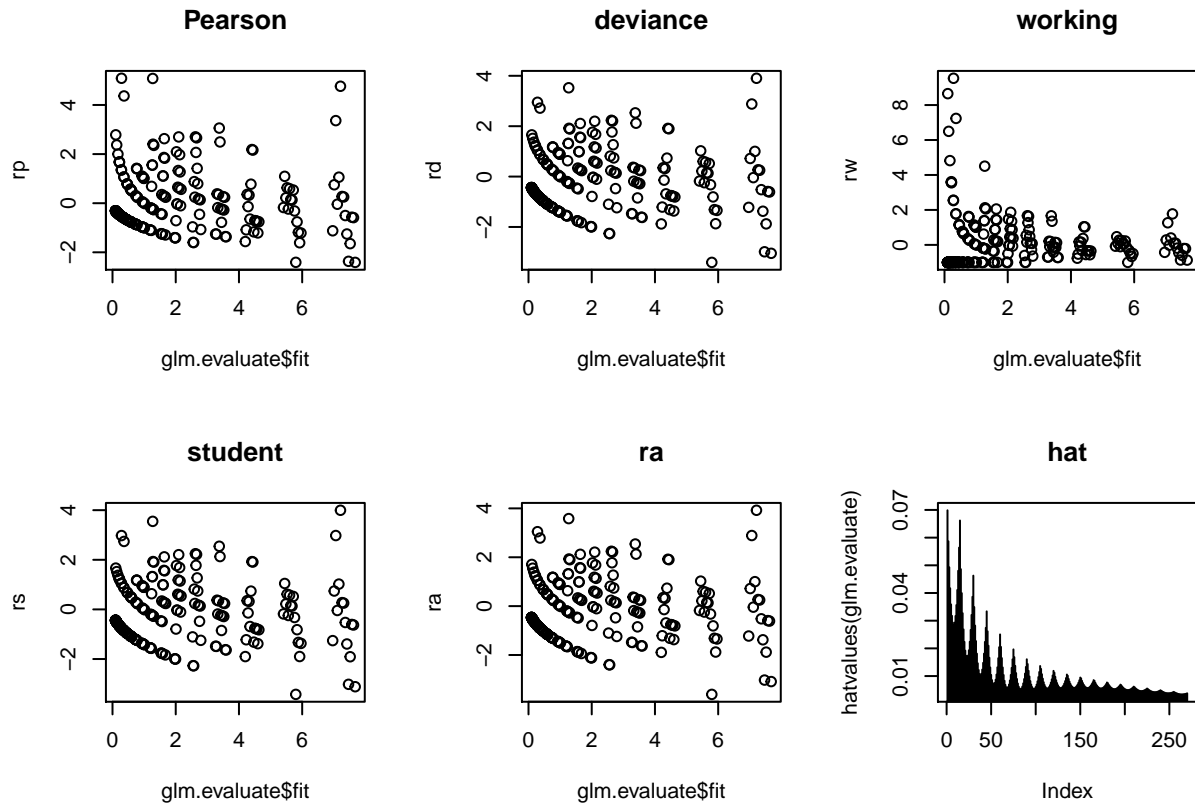 Pearson
deviance
working
rp
4
2
0
−2
0 2 4 6
glm.evaluate$fit
rd
4
2
0
−2
0 2 4 6
glm.evaluate$fit
rw
8
6
4
2
0
0 2 4 6
glm.evaluate$fit
student
ra
hat
rs
4
2
0
−2
0 2 4 6
glm.evaluate$fit
ra
4
2
0
−2
0 2 4 6
glm.evaluate$fit
hatvalues(glm.evaluate)
0.07
0.04
0.01
0 50 150 250
Index